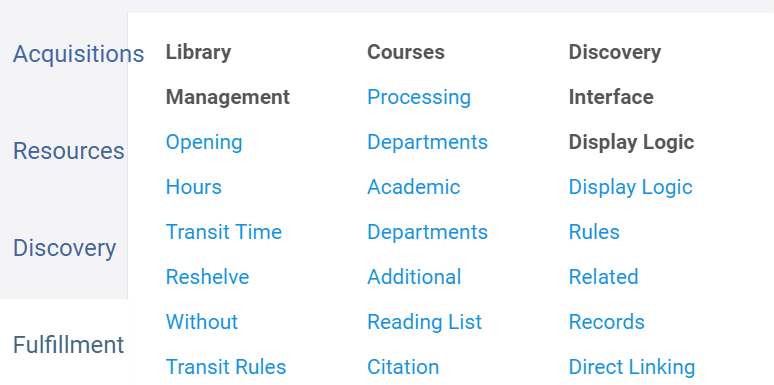 Acquisitions
Resources
Discovery
Fulfillment
Library
Management
Opening
Hours
Transit Time
Reshelve
Without
Transit Rules
Courses
Processing
Departments
Academic
Departments
Additional
Reading List
Citation
Discovery
Interface
Display Logic
Display Logic
Rules
Related
Records
Direct Linking